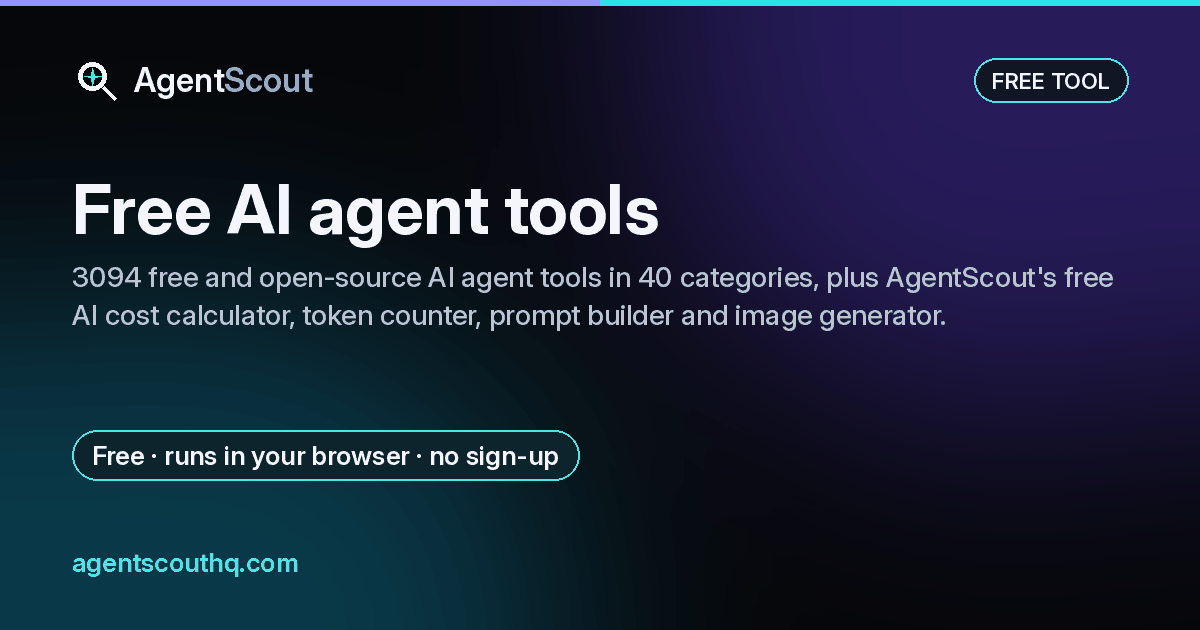 AgentScout
FREE TOOL
Free AI agent tools
3094 free and open-source AI agent tools in 40 categories, plus AgentScout's free
AI cost calculator, token counter, prompt builder and image generator.
Free · runs in your browser · no sign-up
agentscouthq.com